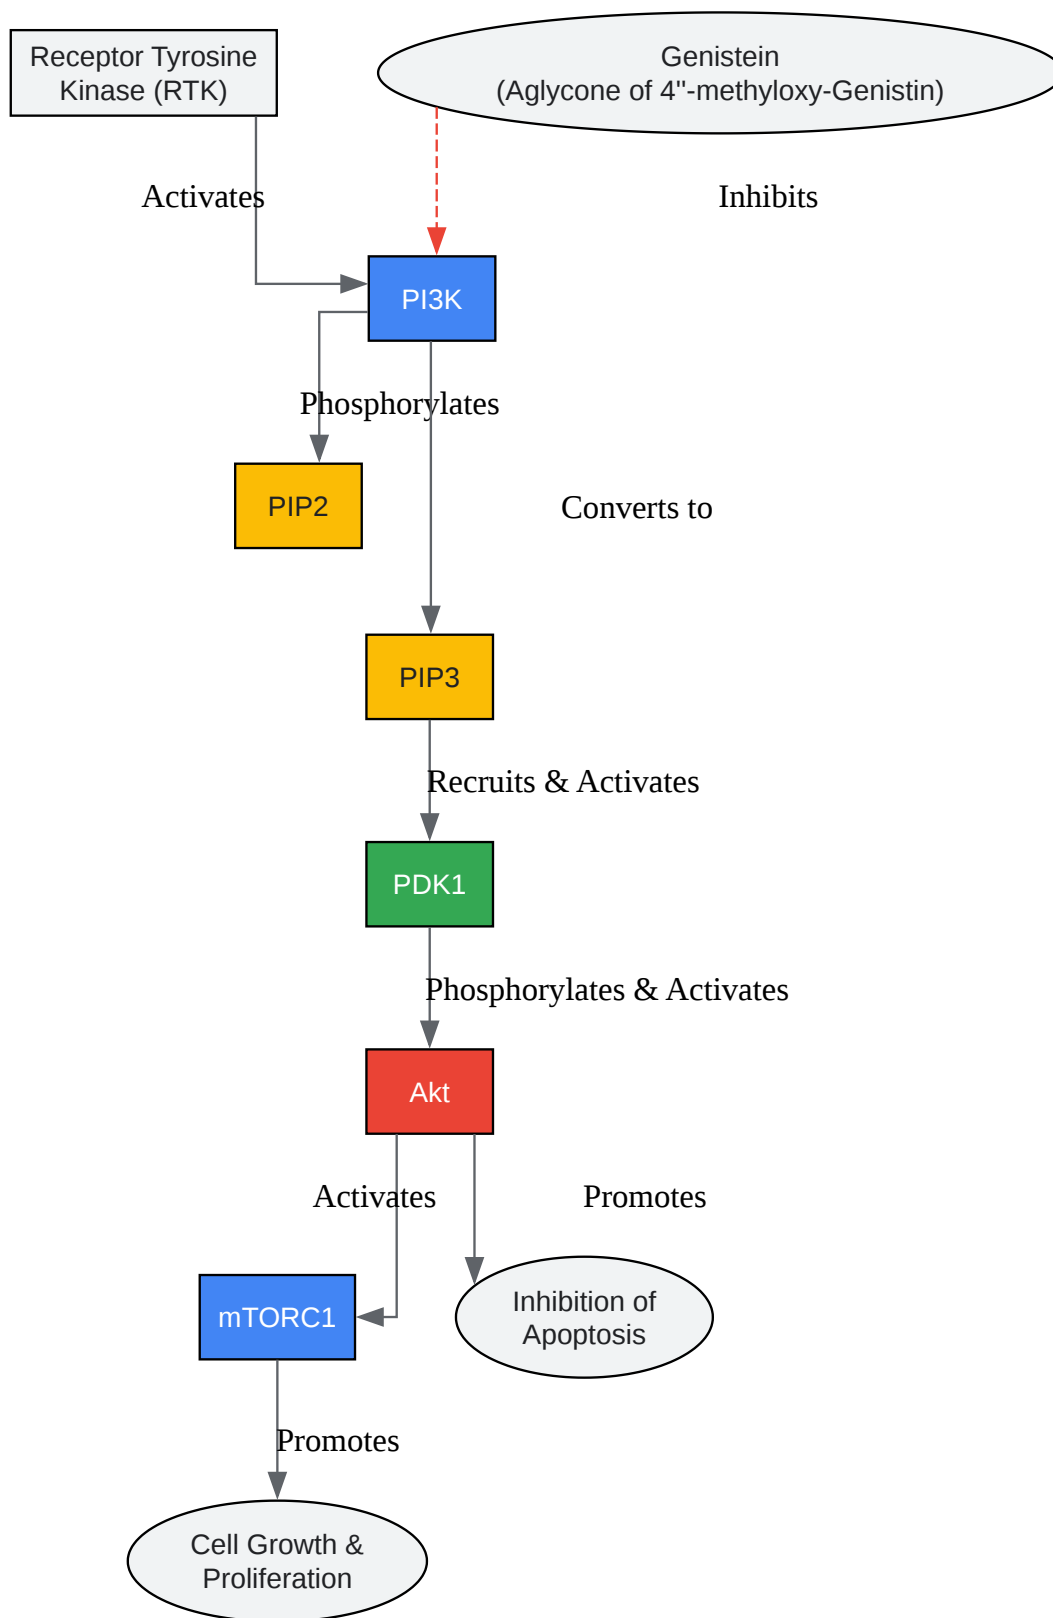 Receptor Tyrosine
Kinase (RTK)
Genistein
(Aglycone of 4''-methyloxy-Genistin)
Activates
Inhibits
PI3K
Phosphorylates
PIP2
Converts to
PIP3
Recruits & Activates
PDK1
Phosphorylates & Activates
Akt
Activates
Promotes
mTORC1
Inhibition of
Apoptosis
Promotes
Cell Growth &
Proliferation